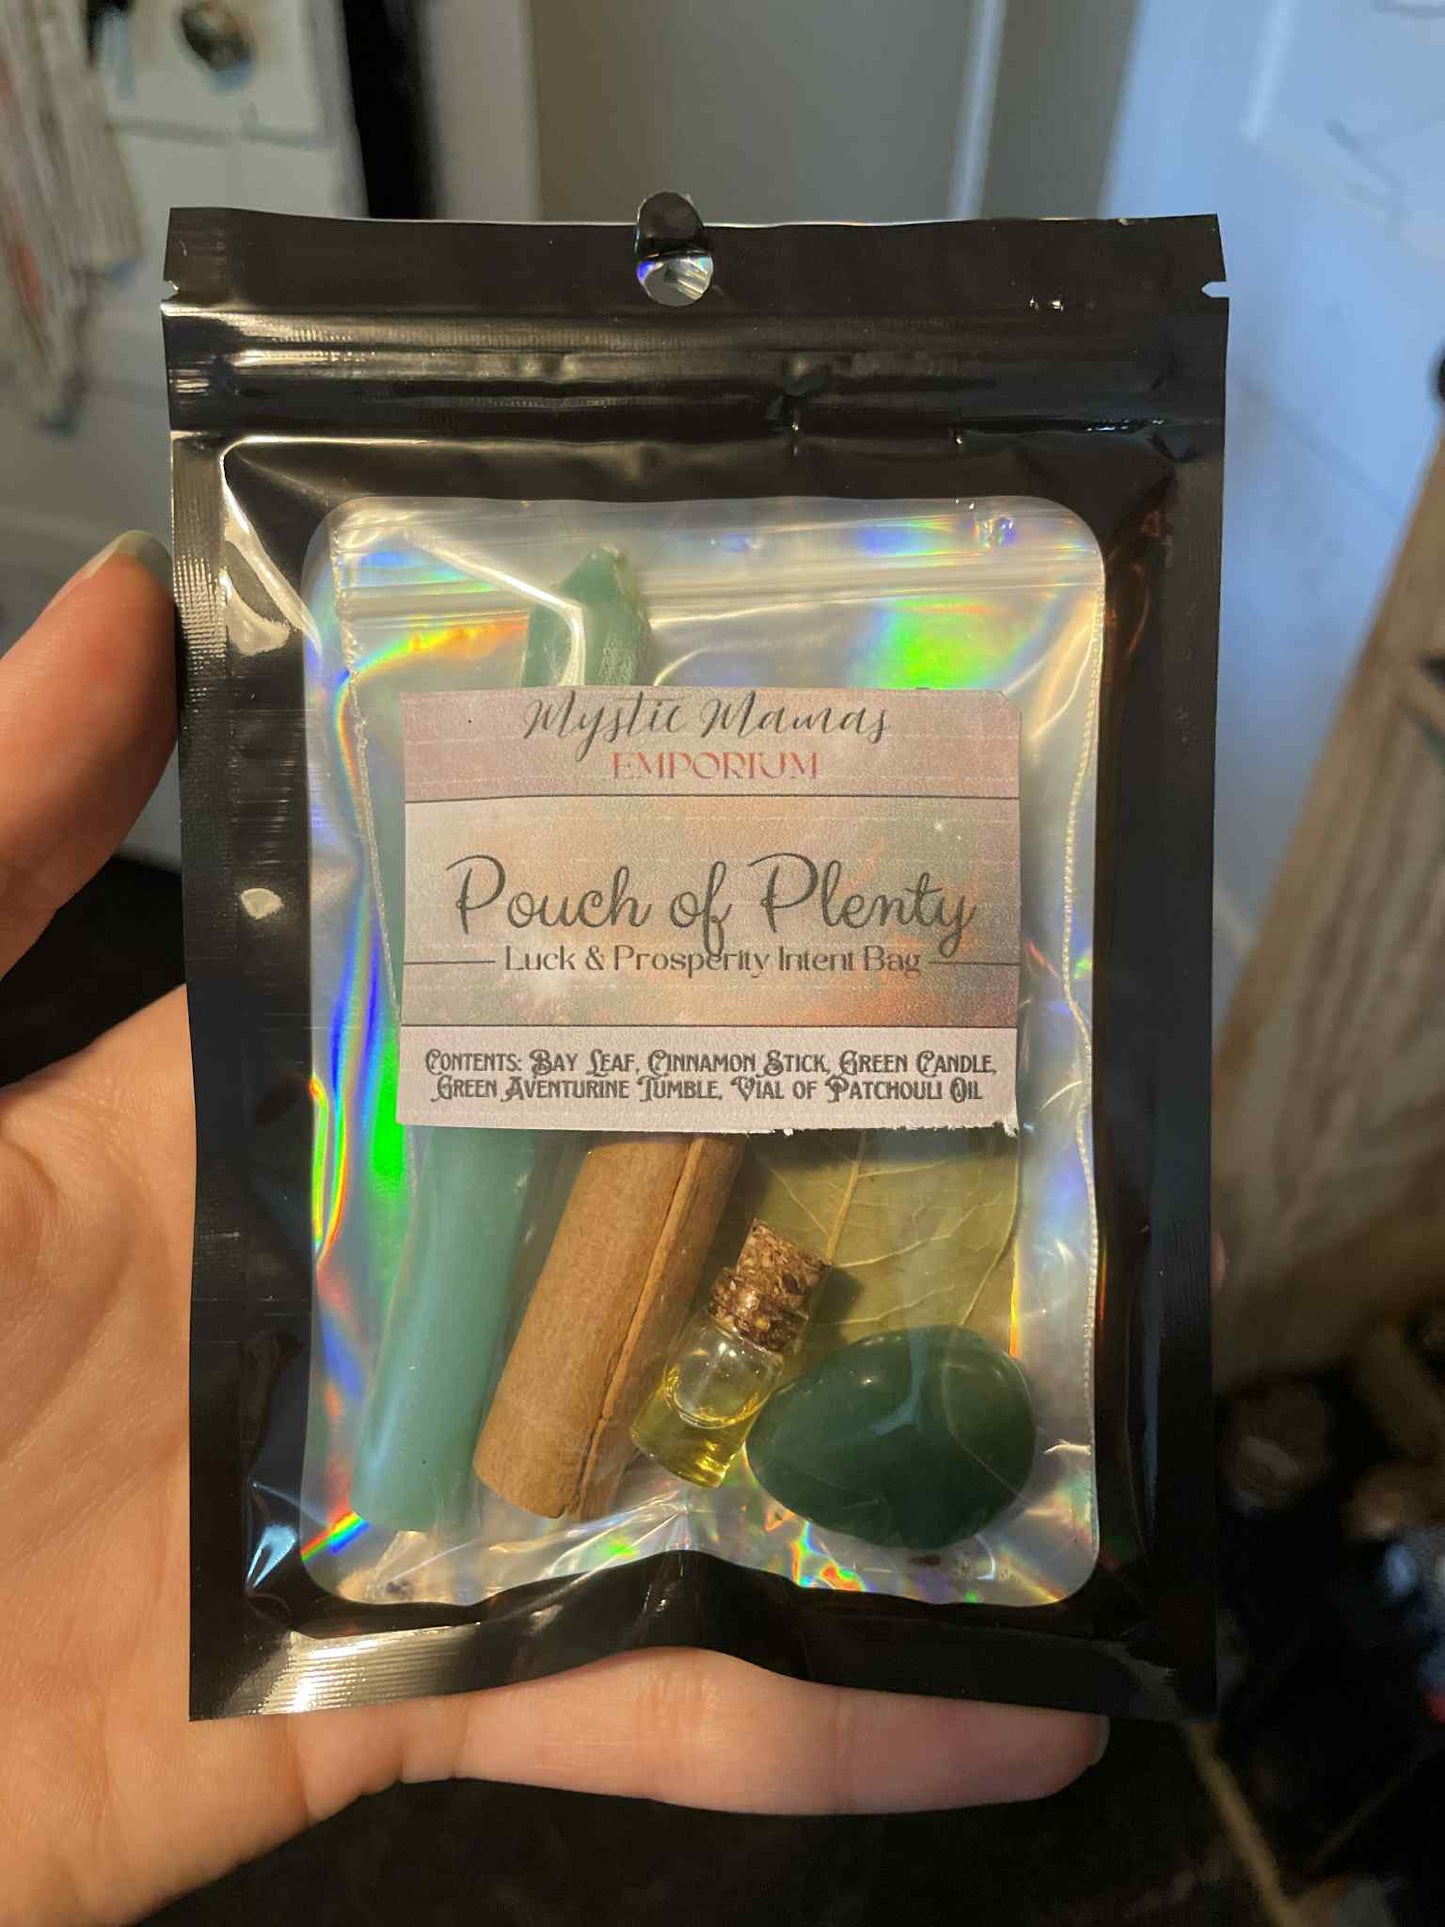 Mystic Mamas
EMPORIUM
Pouch of Plenty
Luck & Prosperity Intent Bag
Contents: Bay Leaf, Cinnamon Stick, Green Candle,
Green Aventurine Tumble, Vial of Patchouli Oil